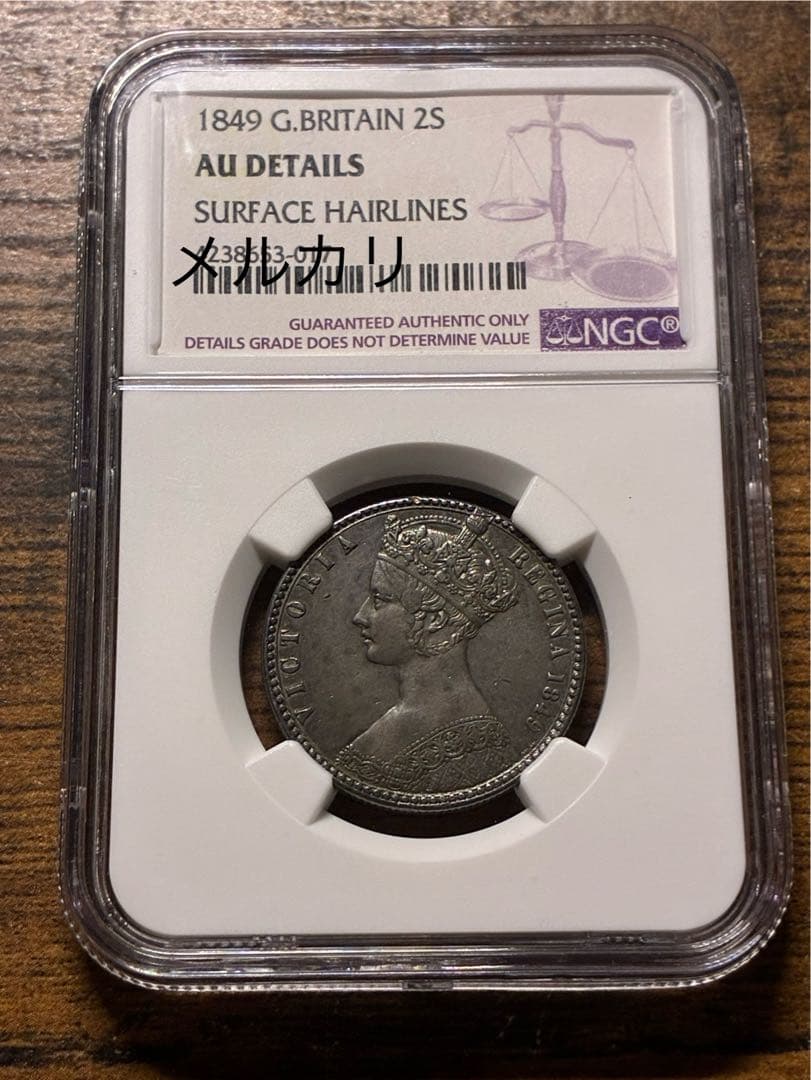 1849 G.BRITAIN 2S
AU DETAILS
SURFACE HAIRLINES
メルカリ
GUARANTEED AUTHENTIC ONLY
DETAILS GRADE DOES NOT DETERMINE VALUE
NGC®
VICTORIA REGINA 1849